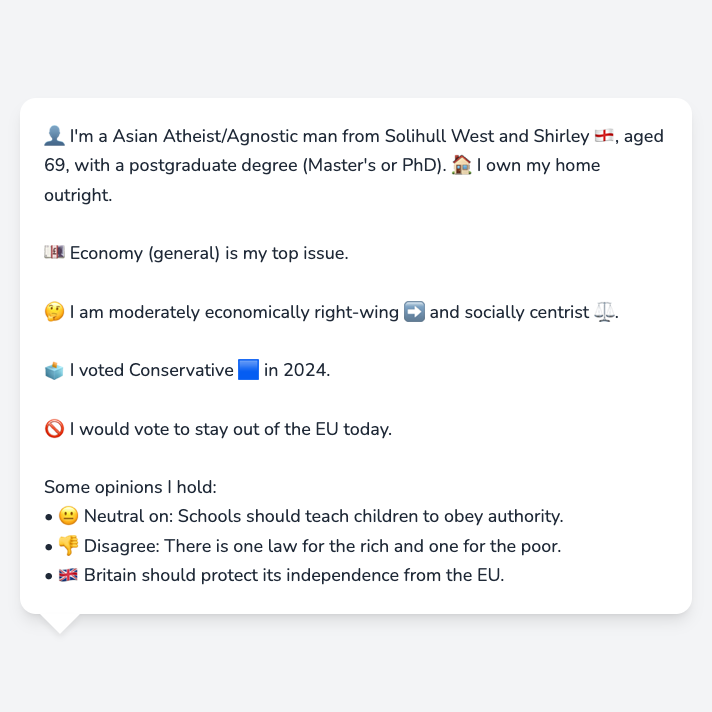 👤 I'm a Asian Atheist/Agnostic man from Solihull West and Shirley 🏴󠁧󠁢󠁥󠁮󠁧󠁿, aged
69, with a postgraduate degree (Master's or PhD). 🏠 I own my home
outright.
💷 Economy (general) is my top issue.
🤔 I am moderately economically right-wing ➡️ and socially centrist ⚖️.
🗳️ I voted Conservative 🟦 in 2024.
🚫 I would vote to stay out of the EU today.
Some opinions I hold:
• 😐 Neutral on: Schools should teach children to obey authority.
• 👎 Disagree: There is one law for the rich and one for the poor.
• 🇬🇧 Britain should protect its independence from the EU.